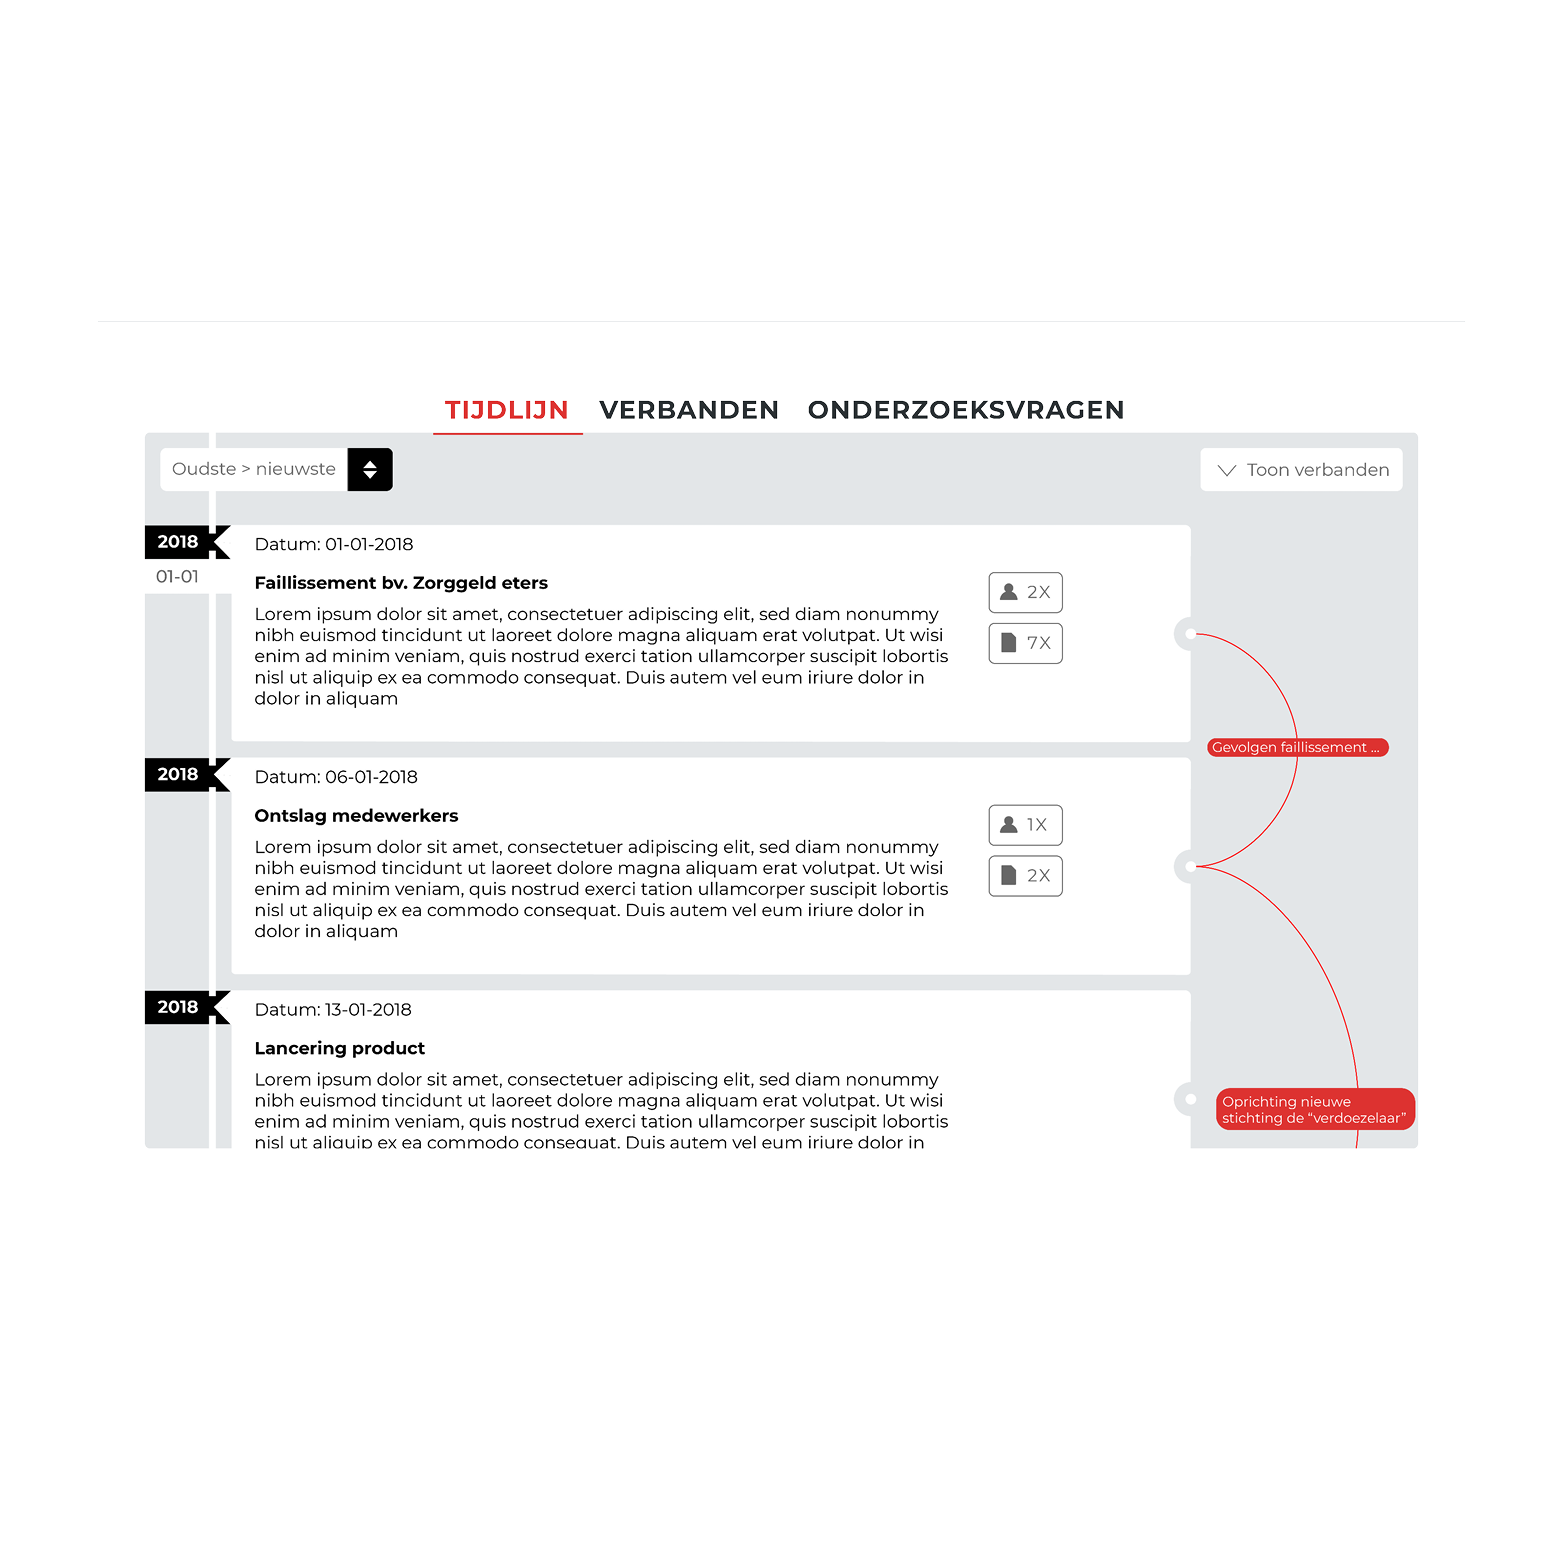 TIJDLIJN VERBANDEN ONDERZOEKSVRAGEN
Oudste > nieuwste
Toon verbanden
2018
01-01
Datum: 01-01-2018
Faillissement bv. Zorggeld eters
Lorem ipsum dolor sit amet, consectetuer adipiscing elit, sed diam nonummy
nibh euismod tincidunt ut laoreet dolore magna aliquam erat volutpat. Ut wisi
enim ad minim veniam, quis nostrud exerci tation ullamcorper suscipit lobortis
nisl ut aliquip ex ea commodo consequat. Duis autem vel eum iriure dolor in
dolor in aliquam
2X
7X
Gevolgen faillissement ...
2018
Datum: 06-01-2018
Ontslag medewerkers
Lorem ipsum dolor sit amet, consectetuer adipiscing elit, sed diam nonummy
nibh euismod tincidunt ut laoreet dolore magna aliquam erat volutpat. Ut wisi
enim ad minim veniam, quis nostrud exerci tation ullamcorper suscipit lobortis
nisl ut aliquip ex ea commodo consequat. Duis autem vel eum iriure dolor in
dolor in aliquam
1X
2X
2018
Datum: 13-01-2018
Lancering product
Lorem ipsum dolor sit amet, consectetuer adipiscing elit, sed diam nonummy
nibh euismod tincidunt ut laoreet dolore magna aliquam erat volutpat. Ut wisi
enim ad minim veniam, quis nostrud exerci tation ullamcorper suscipit lobortis
nisl ut aliquip ex ea commodo consequat. Duis autem vel eum iriure dolor in
Oprichting nieuwe
stichting de “verdoezelaar”